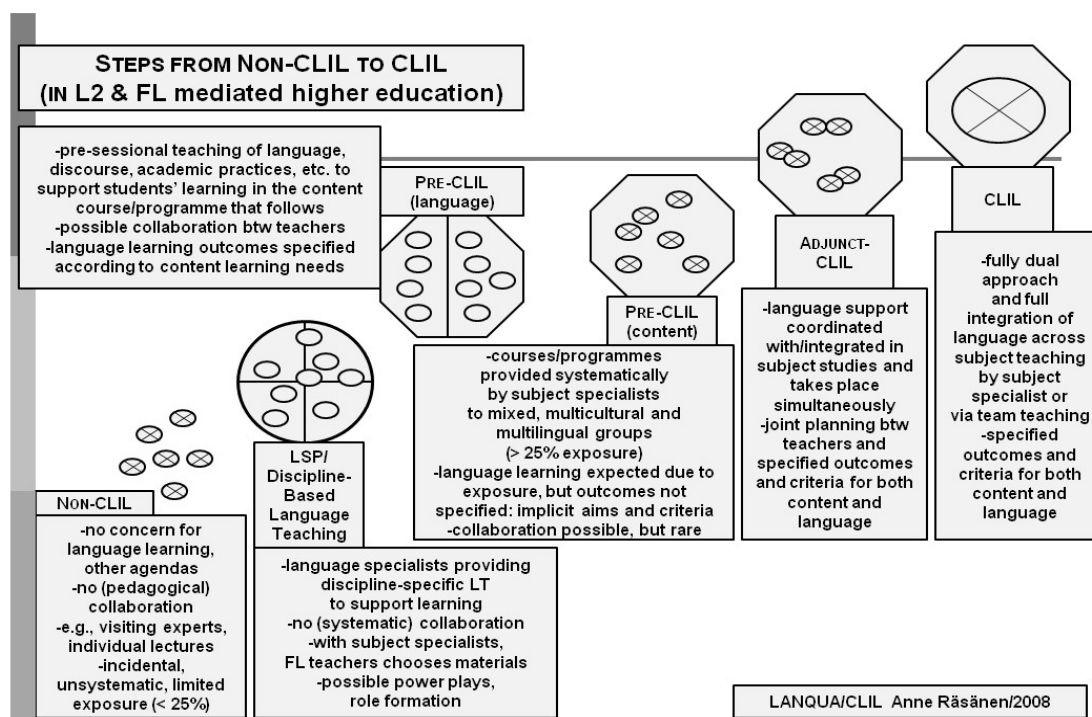 STEPS FROM NON-CLIL TO CLIL
(IN L2 & FL mediated higher education)
-pre-sessional teaching of language,
discourse, academic practices, etc. to
support students' learning in the content
course/programme that follows
-possible collaboration btw teachers
-language learning outcomes specified
according to content learning needs
PRE-CLIL
(language)
NON-CLIL
-no concern for
language learning,
other agendas
-no (pedagogical)
collaboration
-e.g., visiting experts,
individual lectures
-incidental,
unsystematic, limited
exposure (< 25%)
LSP/
Discipline-
Based
Language
Teaching
-language specialists providing
discipline-specific LT
to support learning
-no (systematic) collaboration
-with subject specialists,
FL teachers chooses materials
-possible power plays,
role formation
PRE-CLIL
(content)
-courses/programmes
provided systematically
by subject specialists
to mixed, multicultural and
multilingual groups
(> 25% exposure)
-language learning expected due to
exposure, but outcomes not
specified: implicit aims and criteria
-collaboration possible, but rare
ADJUNCT-
CLIL
-language support
coordinated
with/integrated in
subject studies and
takes place
simultaneously
-joint planning btw
teachers and
specified outcomes
and criteria for both
content and
language
CLIL
-fully dual
approach
and full
integration of
language across
subject teaching
by subject
specialist or
via team teaching
-specified
outcomes and
criteria for both
content and
language
LANQUA/CLIL Anne Räsänen/2008